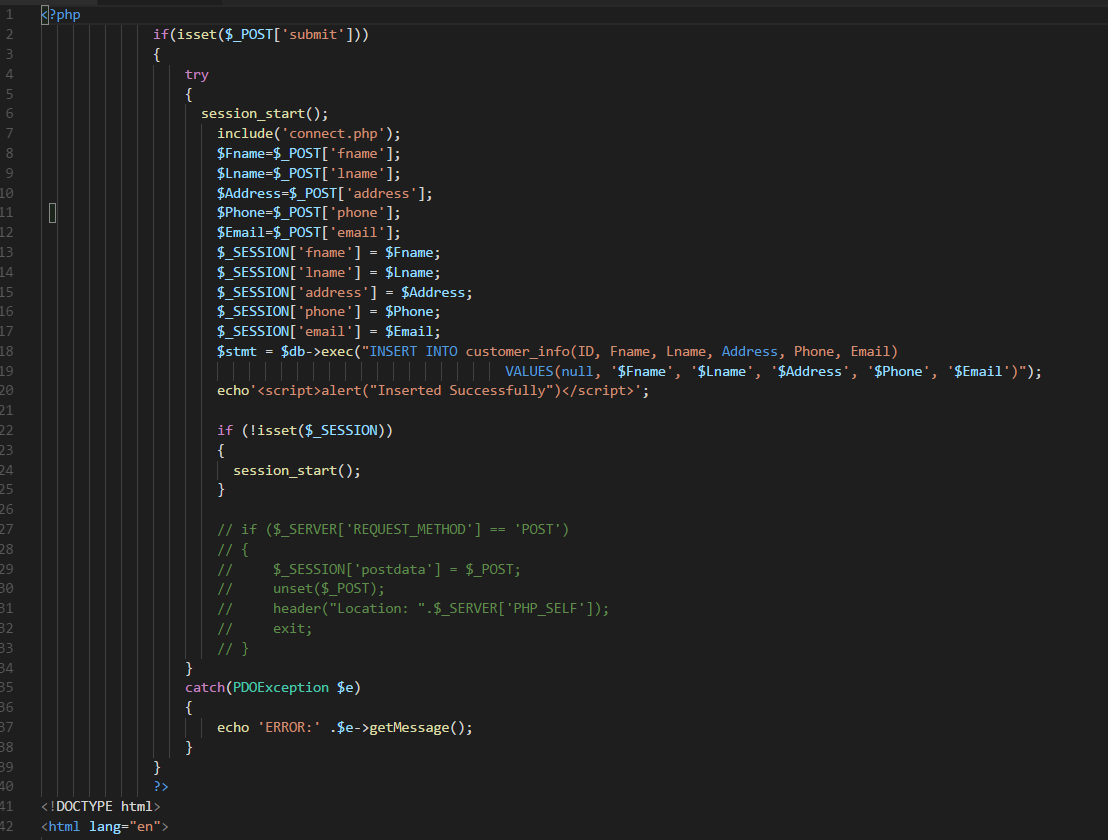 1 <?php
2 if(isset($_POST['submit']))
3 {
4 try
5 {
6 session_start();
7 include('connect.php');
8 $Fname=$_POST['fname'];
9 $Lname=$_POST['lname'];
10 $Address=$_POST['address'];
11 $Phone=$_POST['phone'];
12 $Email=$_POST['email'];
13 $_SESSION['fname'] = $Fname;
14 $_SESSION['lname'] = $Lname;
15 $_SESSION['address'] = $Address;
16 $_SESSION['phone'] = $Phone;
17 $_SESSION['email'] = $Email;
18 $stmt = $db->exec("INSERT INTO customer_info(ID, Fname, Lname, Address, Phone, Email)
19 VALUES(null, '$Fname', '$Lname', '$Address', '$Phone', '$Email')");
20 echo'<script>alert("Inserted Successfully")</script>';
21
22 if (!isset($_SESSION))
23 {
24 session_start();
25 }
26
27 // if ($_SERVER['REQUEST_METHOD'] == 'POST')
28 // {
29 // $_SESSION['postdata'] = $_POST;
30 // unset($_POST);
31 // header("Location: ".$_SERVER['PHP_SELF']);
32 // exit;
33 // }
34 }
35 catch(PDOException $e)
36 {
37 echo 'ERROR:' .$e->getMessage();
38 }
39 }
40 ?>
41 <!DOCTYPE html>
42 <html lang="en">